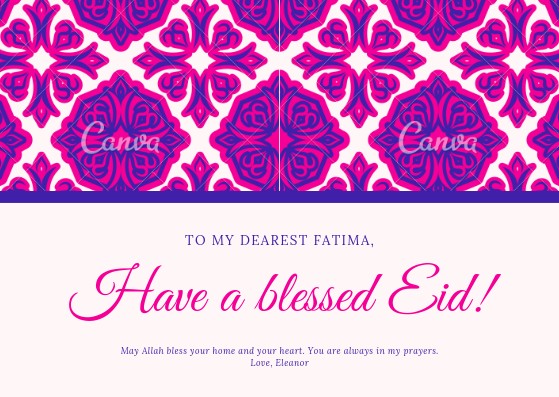 Canva Canva
TO MY DEAREST FATIMA,
Have a blessed Eid!
May Allah bless your home and your heart. You are always in my prayers.
Love, Eleanor